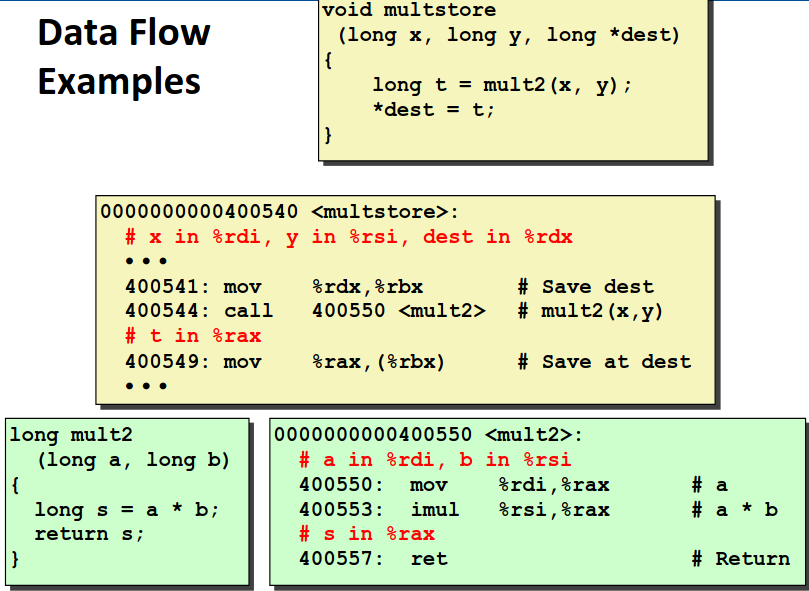 Data Flow
Examples
void multstore
(long x, long y, long *dest)
{
long t = mult2(x, y);
*dest = t;
}
0000000000400540 <multstore>:
# x in %rdi, y in %rsi, dest in %rdx
• • •
400541: mov %rdx,%rbx # Save dest
400544: call 400550 <mult2> # mult2(x,y)
# t in %rax
400549: mov %rax,(%rbx) # Save at dest
• • •
long mult2
(long a, long b)
{
long s = a * b;
return s;
}
0000000000400550 <mult2>:
# a in %rdi, b in %rsi
400550: mov %rdi,%rax # a
400553: imul %rsi,%rax # a * b
# s in %rax
400557: ret # Return